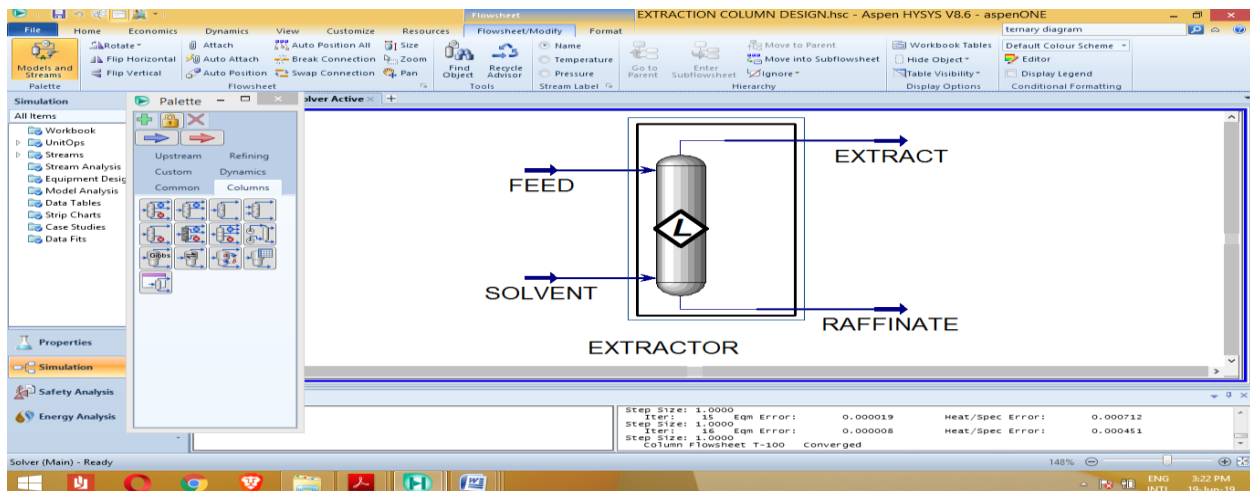 Flowsheet
EXTRACTION COLUMN DESIGN.hsc - Aspen HYSYS V8.6 - aspenONE
File Home Economics Dynamics View Customize Resources Flowsheet/Modify Format
ternary diagram
Models and Streams
Palette
Rotate
Flip Horizontal
Flip Vertical
Attach
Auto Attach
Auto Position
Auto Position All
Break Connection
Swap Connection
Size
Zoom
Pan
Flowsheet
Find Object
Recycle Advisor
Tools
Name
Temperature
Pressure
Stream Label
Go to Parent
Enter Subflowsheet
Move to Parent
Move into Subflowsheet
Ignore
Hierarchy
Workbook Tables
Hide Object
Table Visibility
Display Options
Default Colour Scheme
Editor
Display Legend
Conditional Formatting
Simulation
All Items
Workbook
UnitOps
Streams
Stream Analysis
Equipment Desig
Model Analysis
Data Tables
Strip Charts
Case Studies
Data Fits
Properties
Simulation
Safety Analysis
Energy Analysis
Palette
Upstream Refining
Custom Dynamics
Common Columns
Gibbs
olver Active
FEED
SOLVENT
L
EXTRACT
RAFFINATE
EXTRACTOR
Step Size: 1.0000
Iter: 15 Eqm Error: 0.000019 Heat/Spec Error: 0.000712
Step Size: 1.0000
Iter: 16 Eqm Error: 0.000008 Heat/Spec Error: 0.000451
Step Size: 1.0000
Column Flowsheet T-100 Converged
Solver (Main) - Ready
148%
ENG
INTL
3:22 PM
19-Jun-19